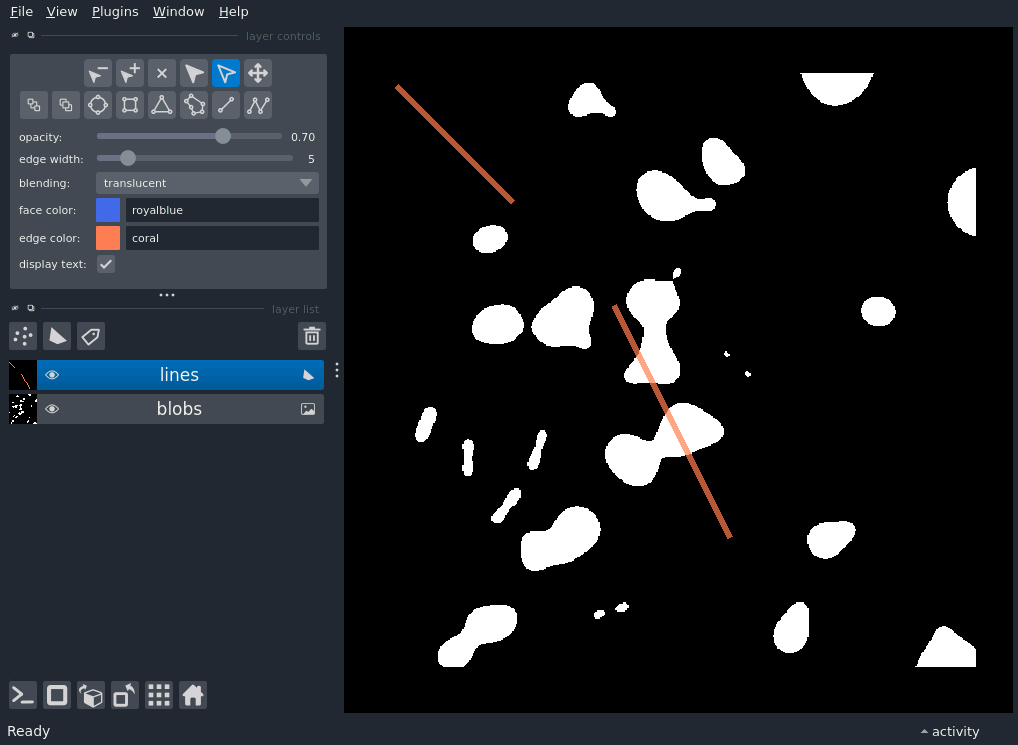 File View Plugins Window Help
layer controls
opacity: 0.70
edge width: 5
blending: translucent
face color: royalblue
edge color: coral
display text:
layer list
lines
blobs
Ready
activity